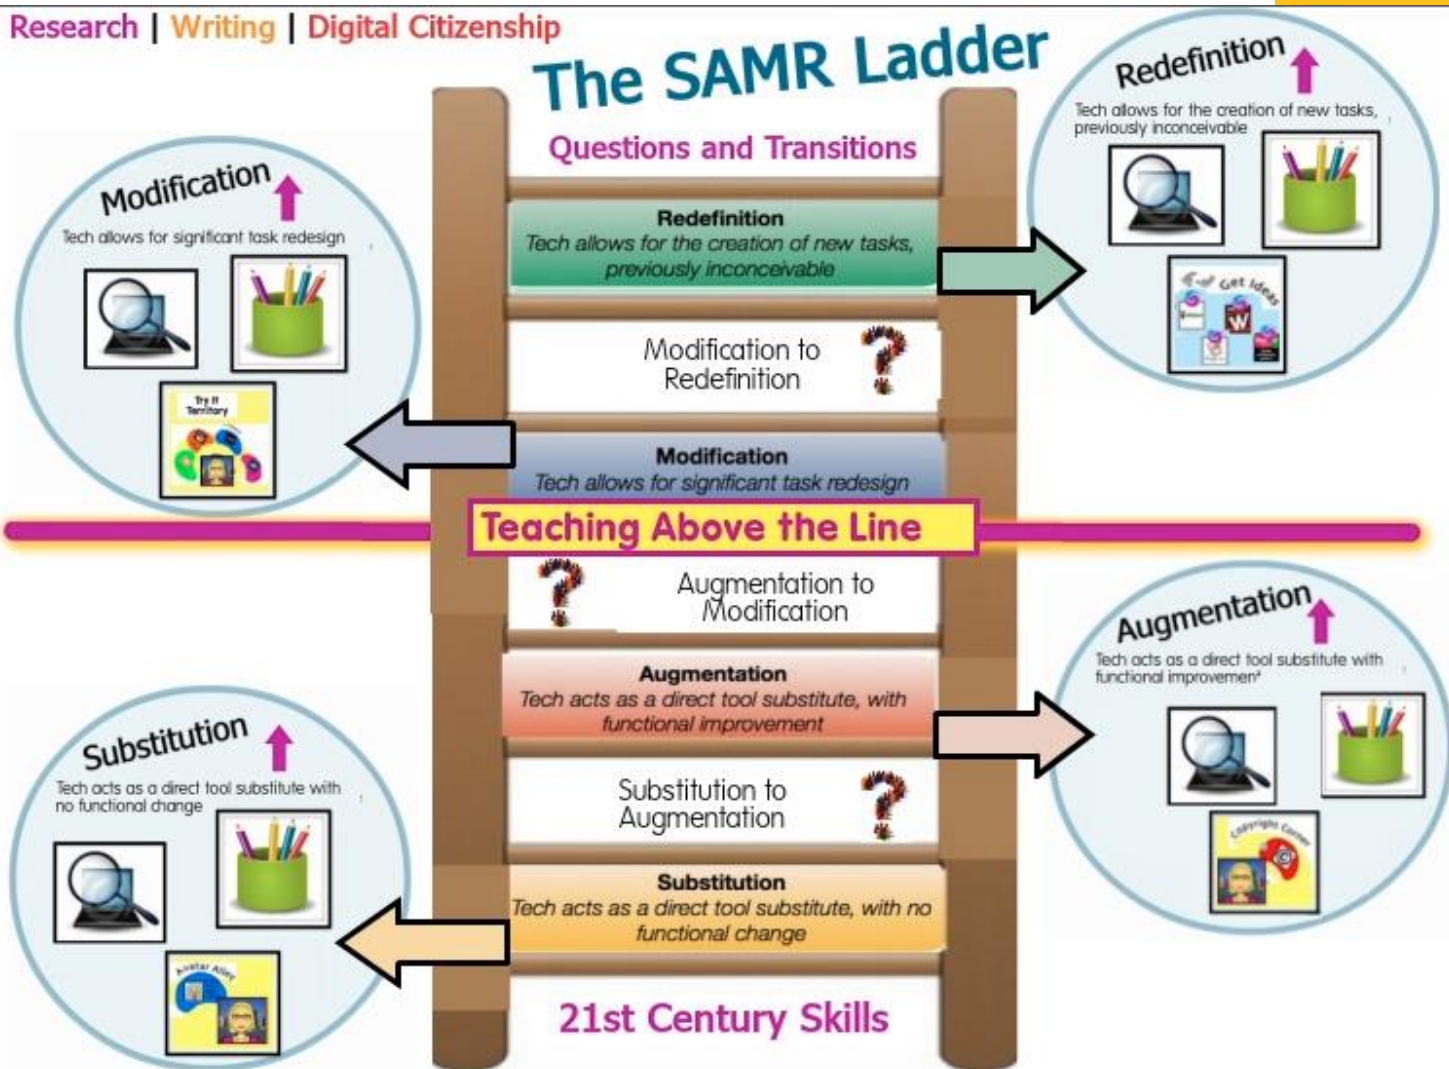 Research | Writing | Digital Citizenship
The SAMR Ladder
Questions and Transitions
Redefinition
Tech allows for the creation of new tasks,
previously inconceivable
Modification to
Redefinition
Modification
Tech allows for significant task redesign
Teaching Above the Line
Augmentation to
Modification
Augmentation
Tech acts as a direct tool substitute, with
functional improvement
Substitution to
Augmentation
Substitution
Tech acts as a direct tool substitute, with no
functional change
21st Century Skills
Modification
Tech allows for significant task redesign
Try It
Territory
Redefinition
Tech allows for the creation of new tasks,
previously inconceivable
Get Ideas
W
Substitution
Tech acts as a direct tool substitute with
no functional change
Avatar Alley
Augmentation
Tech acts as a direct tool substitute with
functional improvement
Copyright Corner
©